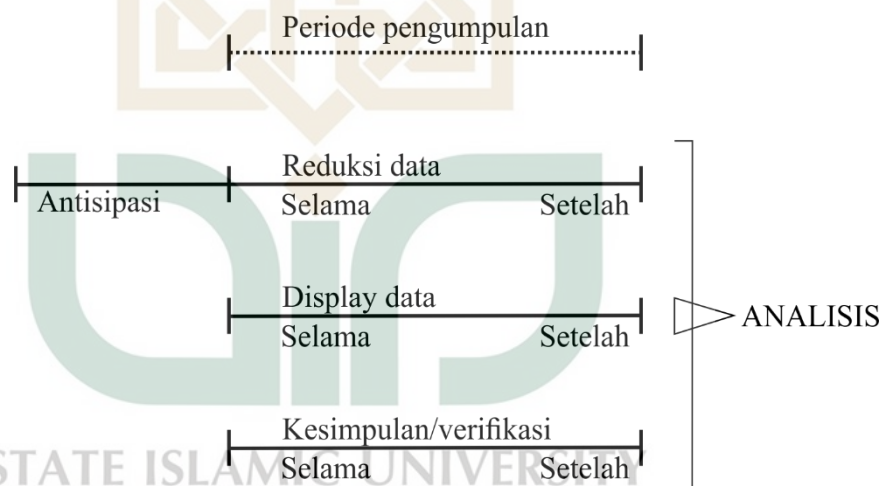 Periode pengumpulan
Reduksi data
Antisipasi
Selama Setelah
Display data
Selama Setelah
ANALISIS
Kesimpulan/verifikasi
STATE ISLAMIC UNIVERSITY
Selama Setelah